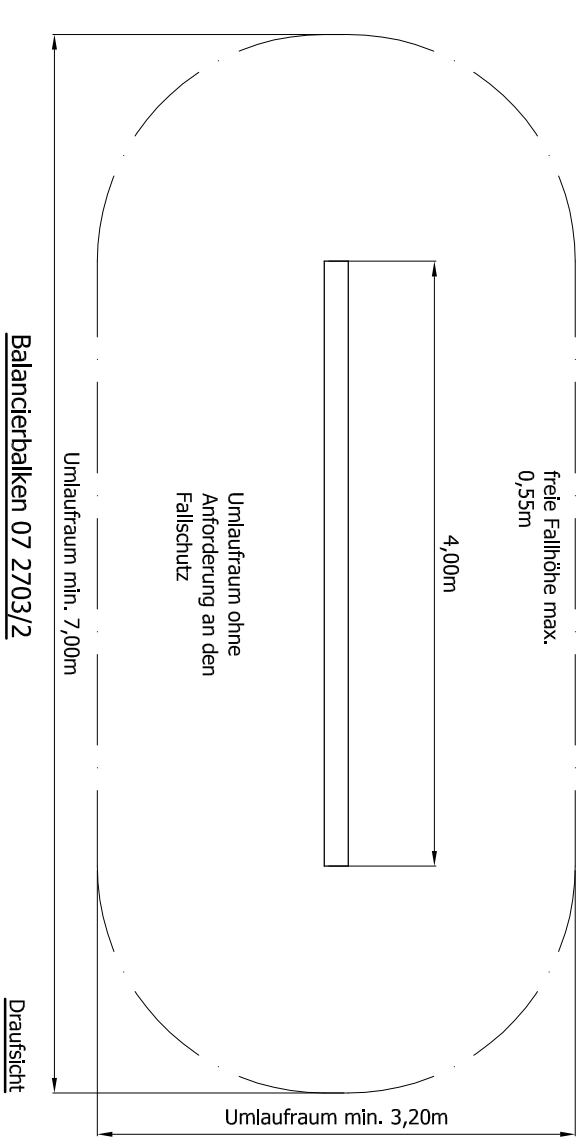 freie Fallhöhe max.
0,55m
4,00m
Umlaufraum ohne
Anforderung an den
Fallschutz
Umlaufraum min. 7,00m
Balancierbalken 07 2703/2
Draufsicht
Umlaufraum min. 3,20m